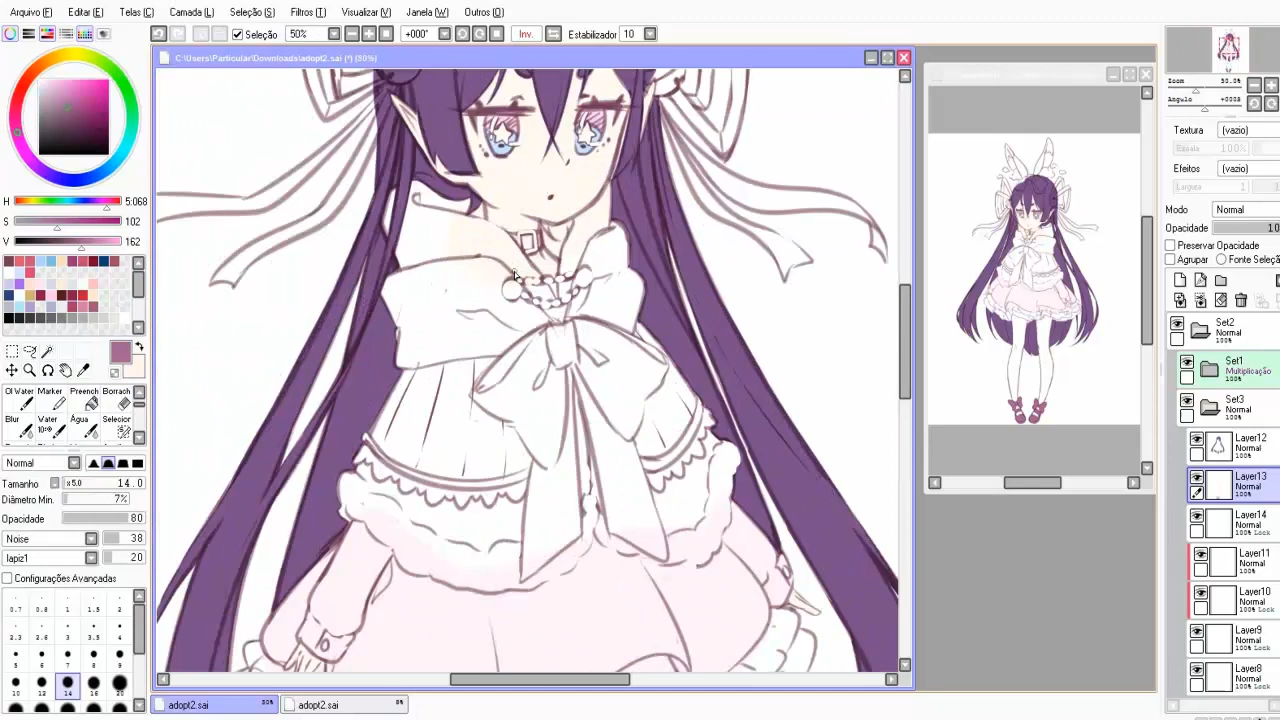 Arquivo (F) Editar (E) Telas (C) Camada (L) Seleção (S) Filtros (T) Visualizar (V) Janela (W) Outros (O)
Seleção 50% +000° Inv. Estabilizador 10
C:\Users\Particular\Downloads\adopt2.sai (*) (50%)
Zoom 50.0%
Angulo +000
H 5:068
S 102
V 162
Textura (vazio)
Escala 100%
Efeitos (vazio)
Largura 1
Modo Normal
Opacidade 10
Preservar Opacidade
Agrupar Fonte Seleção
Ol Water Marker Preench Borrach
Blur Water Água Selecior
Normal
Tamanho x5.0 14.0
Diâmetro Min. 7%
Opacidade 80
Noise 38
lapiz1 20
Configurações Avançadas
0.7 0.8 1 1.5 2
2.3 2.6 3 3.5 4
5 6 7 8 9
10 12 14 16 20
Set2
Normal
100%
Set1
Multiplicação
100%
Set3
Normal
100%
Layer12
Normal
100%
Layer13
Normal
100%
Layer14
Normal
100%
Layer11
Normal
100%
Layer10
Normal
100% Lock
Layer9
Normal
100% Lock
Layer8
Normal
100% Lock
adopt2.sai 50% adopt2.sai 8%